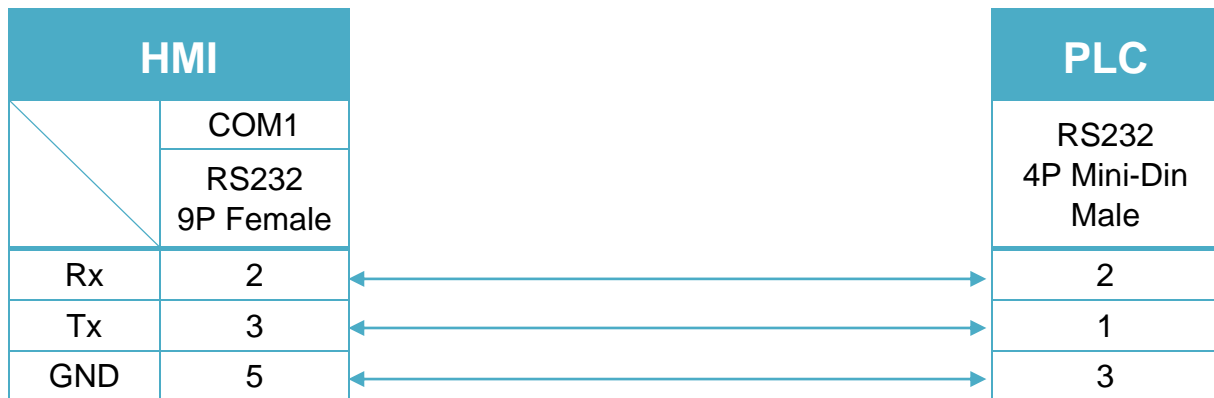 HMI
PLC
COM1
RS232
9P Female
RS232
4P Mini-Din
Male
Rx 2 2
Tx 3 1
GND 5 3